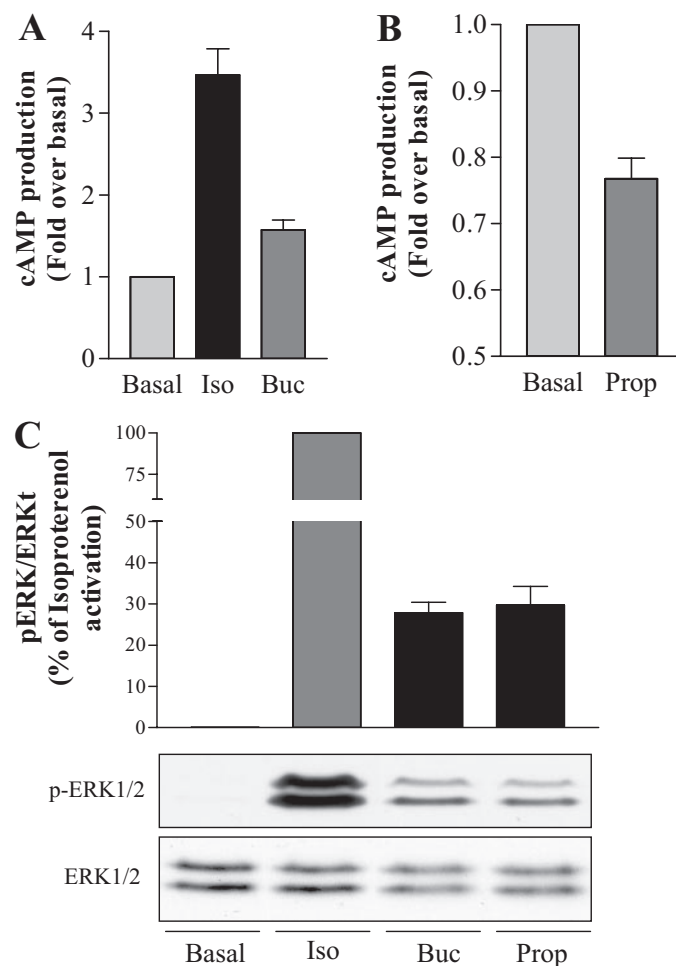 A
cAMP production
(Fold over basal)
4
3
2
1
0
Basal Iso Buc
B
cAMP production
(Fold over basal)
1.0
0.9
0.8
0.7
0.6
0.5
Basal Prop
C
pERK/ERKt
(% of Isoproterenol
activation)
100
75
50
40
30
20
10
0
p-ERK1/2
ERK1/2
Basal Iso Buc Prop